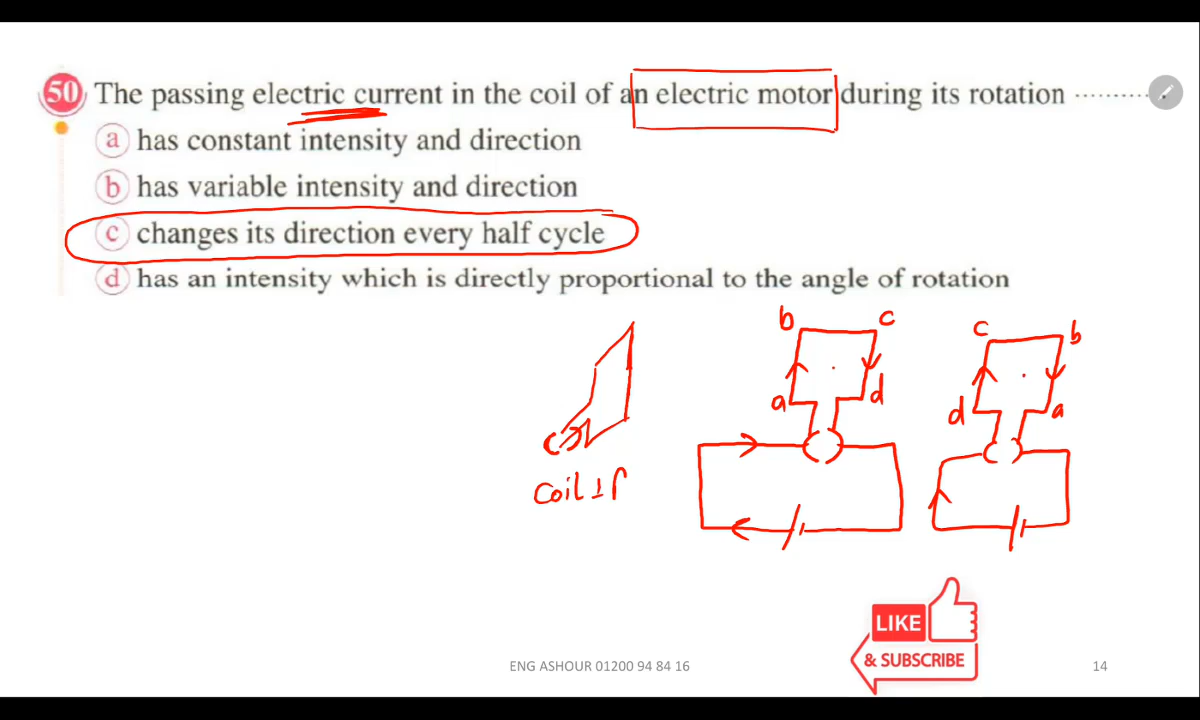 50 The passing electric current in the coil of an electric motor during its rotation ..........
a has constant intensity and direction
b has variable intensity and direction
c changes its direction every half cycle
d has an intensity which is directly proportional to the angle of rotation
b c
a d
c b
d a
coil ⊥
LIKE
& SUBSCRIBE
ENG ASHOUR 01200 94 84 16
14